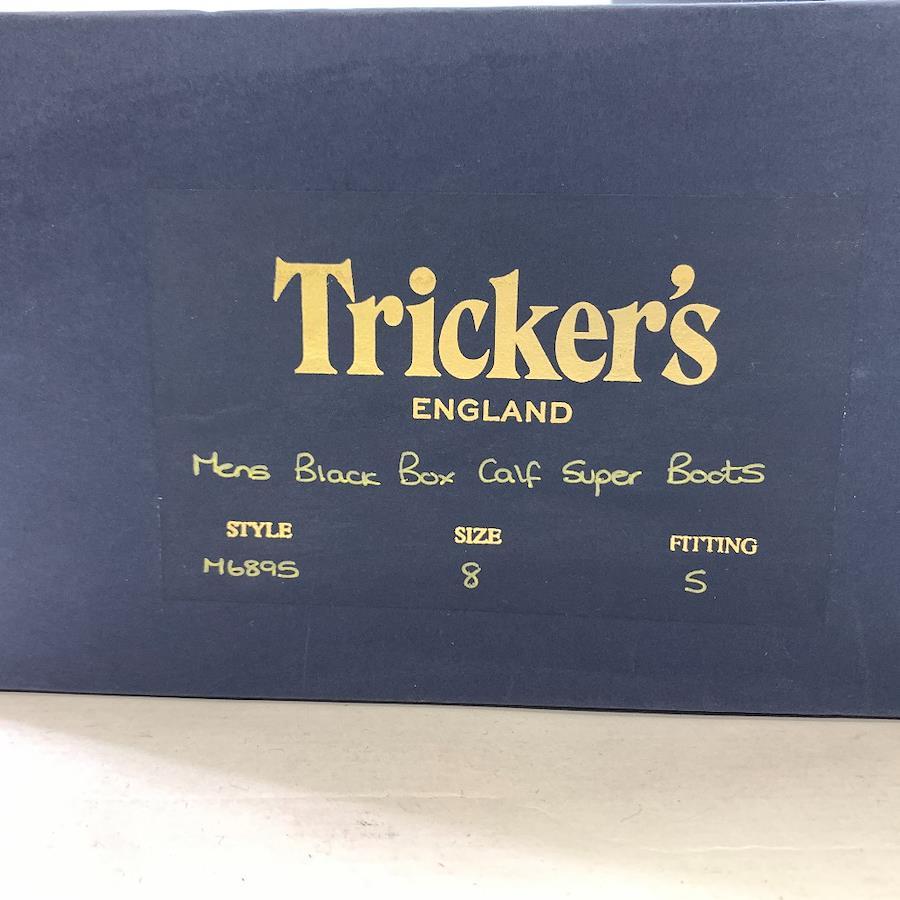 Tricker's
ENGLAND
Mens Black Box Calf Super Boots
STYLE SIZE FITTING
M6895 8 5